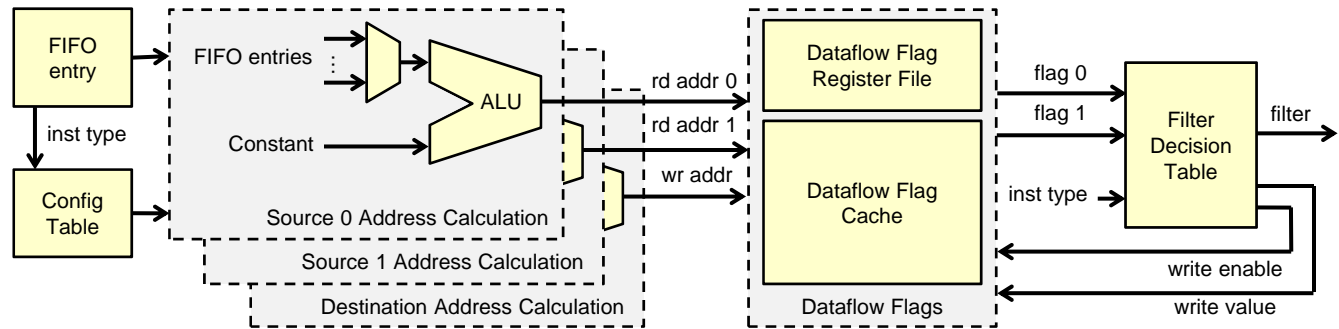 FIFO
entry
inst type
Config
Table
FIFO entries
...
Constant
ALU
Source 0 Address Calculation
Source 1 Address Calculation
Destination Address Calculation
rd addr 0
rd addr 1
wr addr
Dataflow Flag
Register File
Dataflow Flag
Cache
Dataflow Flags
flag 0
flag 1
inst type
Filter
Decision
Table
filter
write enable
write value